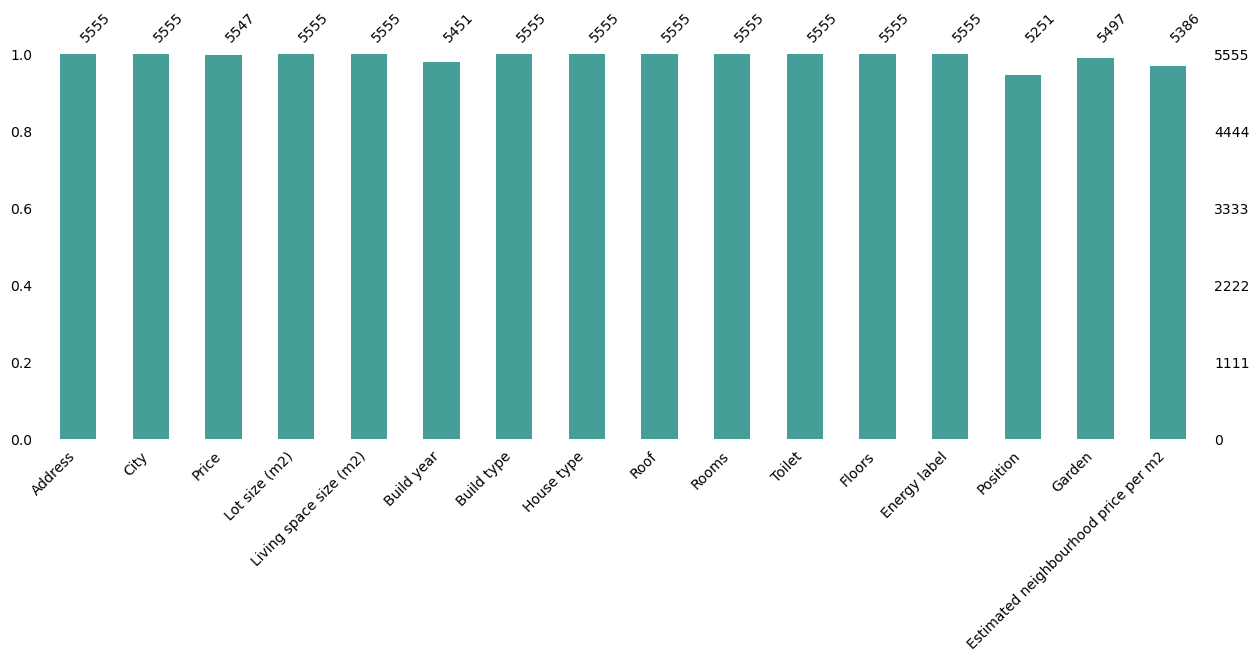 5555 5555 5547 5555 5555 5451 5555 5555 5555 5555 5555 5555 5555 5251 5497 5386
1.0 5555
0.8 4444
0.6 3333
0.4 2222
0.2 1111
0.0 0
Address
City
Price
Lot size (m2)
Living space size (m2)
Build year
Build type
House type
Roof
Rooms
Toilet
Floors
Energy label
Position
Garden
Estimated neighbourhood price per m2